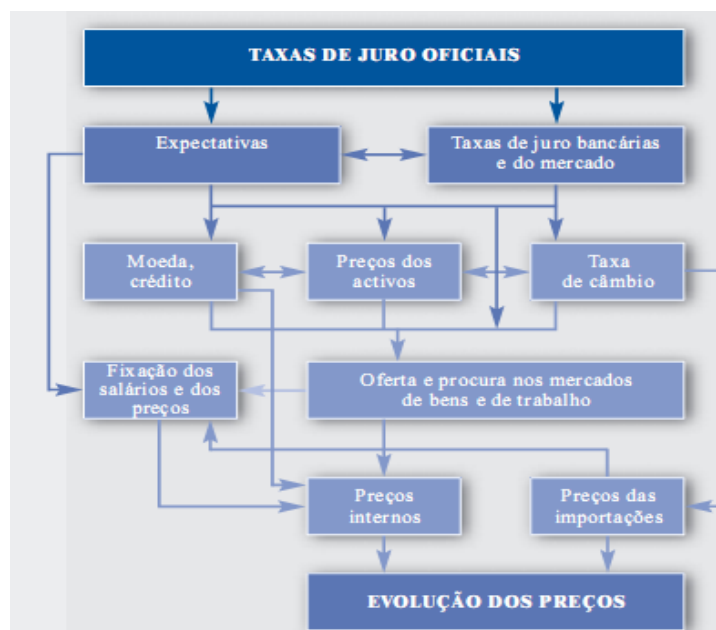 TAXAS DE JURO OFICIAIS
Expectativas
Taxas de juro bancárias
e do mercado
Moeda,
crédito
Preços dos
activos
Taxa
de câmbio
Fixação dos
salários e dos
preços
Oferta e procura nos mercados
de bens e de trabalho
Preços
internos
Preços das
importações
EVOLUÇÃO DOS PREÇOS